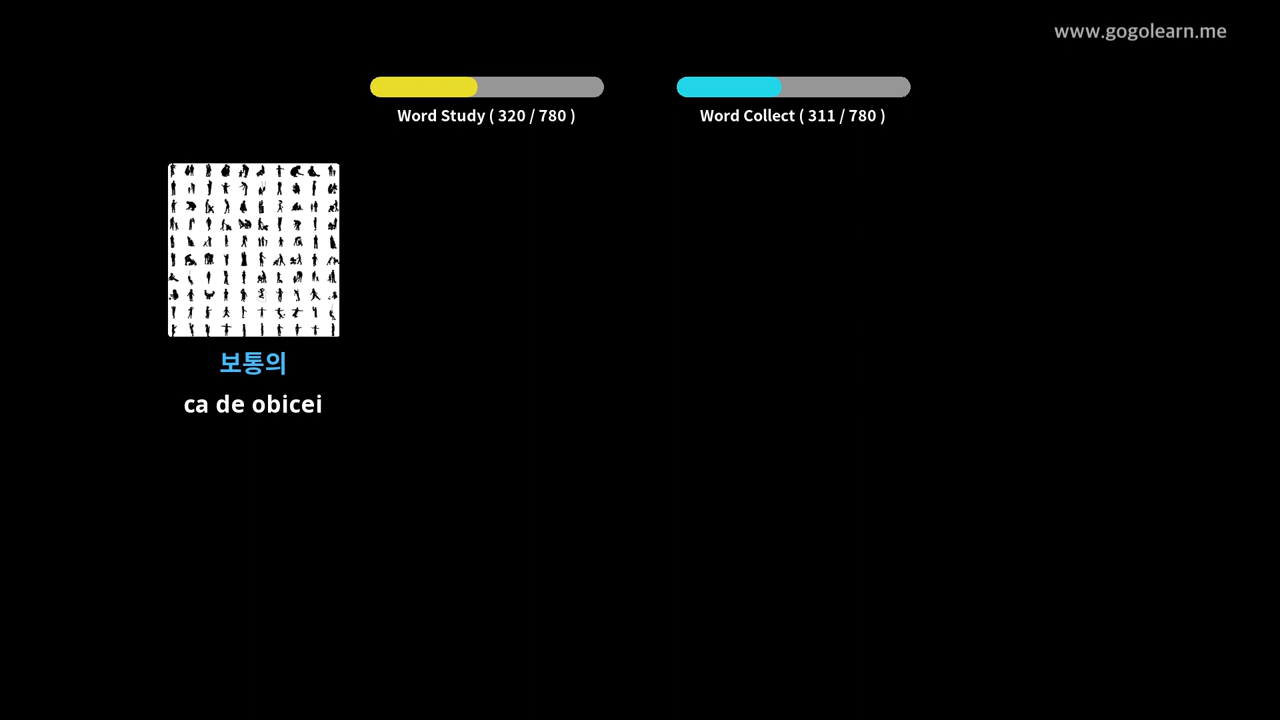 www.gogolearn.me
Word Study ( 320 / 780 )
Word Collect ( 311 / 780 )
보통의
ca de obicei